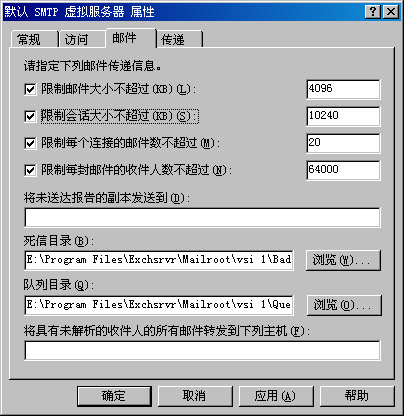 默认 SMTP 虚拟服务器 属性
常规 访问 邮件 传递
请指定下列邮件传递信息。
限制邮件大小不超过(KB)(L): 4096
限制会话大小不超过(KB)(S): 10240
限制每个连接的邮件数不超过(M): 20
限制每封邮件的收件人数不超过(N): 64000
将未送达报告的副本发送到(D):
死信目录(B):
E:\Program Files\Exchsrvr\Mailroot\vsi 1\Bad 浏览(W)...
队列目录(Q):
E:\Program Files\Exchsrvr\Mailroot\vsi 1\Que 浏览(O)...
将具有未解析的收件人的所有邮件转发到下列主机(F):
确定 取消 应用(A) 帮助